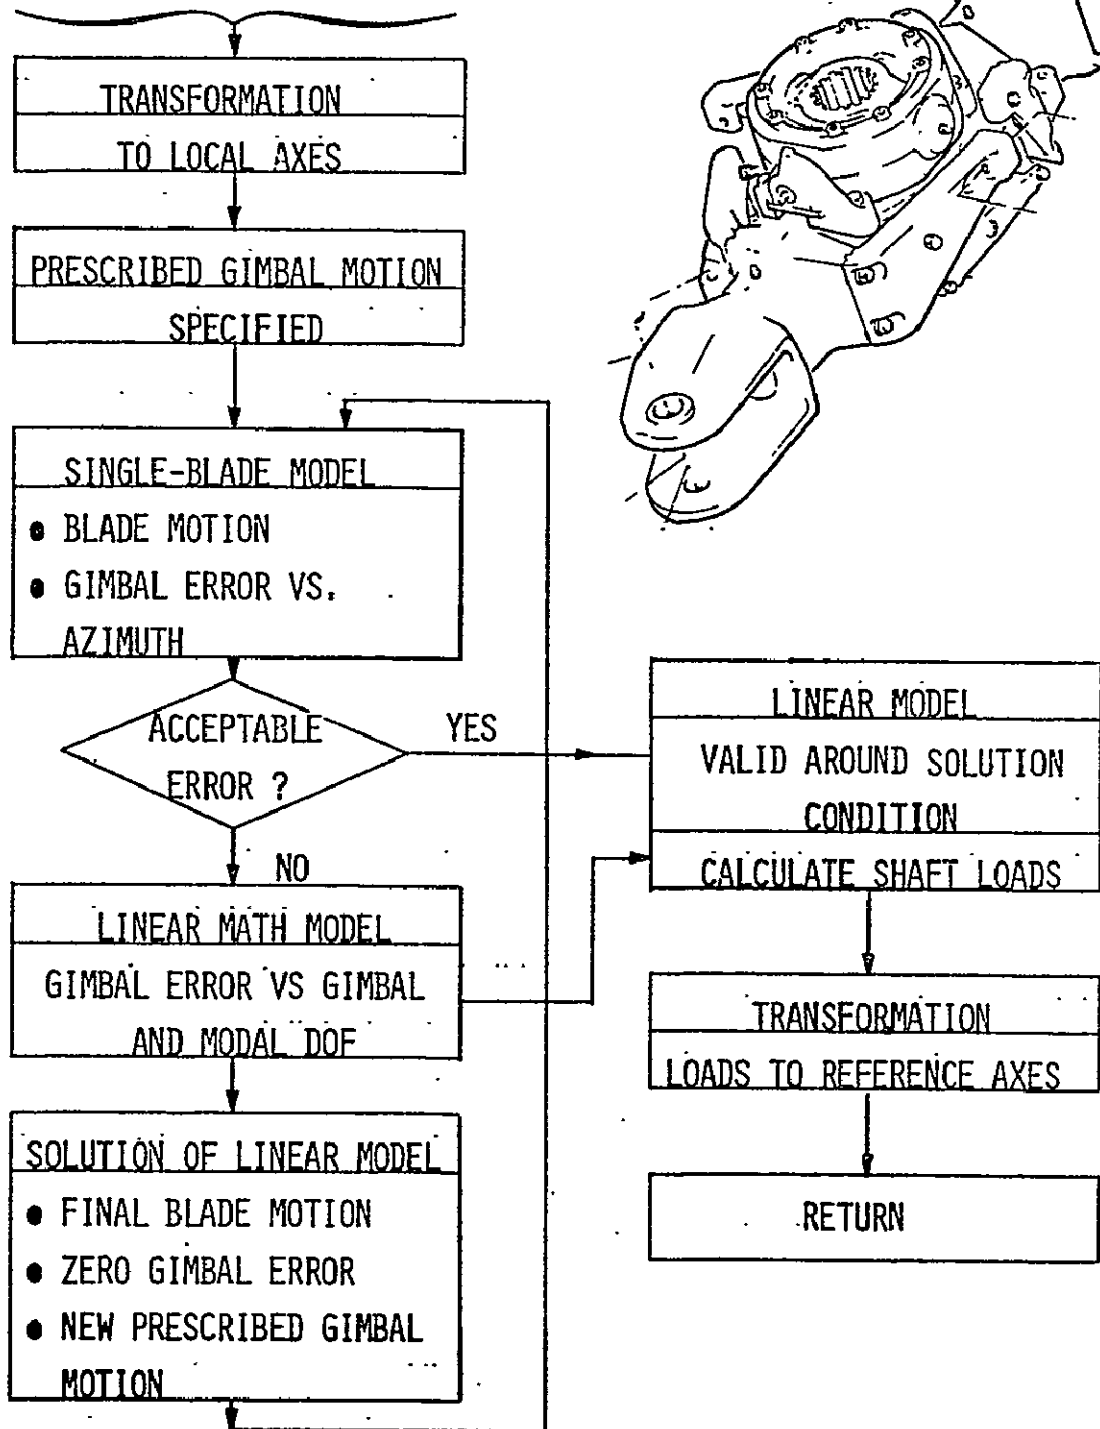 TRANSFORMATION
TO LOCAL AXES
PRESCRIBED GIMBAL MOTION
SPECIFIED
SINGLE-BLADE MODEL
● BLADE MOTION
● GIMBAL ERROR VS.
AZIMUTH
ACCEPTABLE
ERROR ?
YES
NO
LINEAR MATH MODEL
GIMBAL ERROR VS GIMBAL
AND MODAL DOF
SOLUTION OF LINEAR MODEL
● FINAL BLADE MOTION
● ZERO GIMBAL ERROR
● NEW PRESCRIBED GIMBAL
MOTION
LINEAR MODEL
VALID AROUND SOLUTION
CONDITION
CALCULATE SHAFT LOADS
TRANSFORMATION
LOADS TO REFERENCE AXES
RETURN